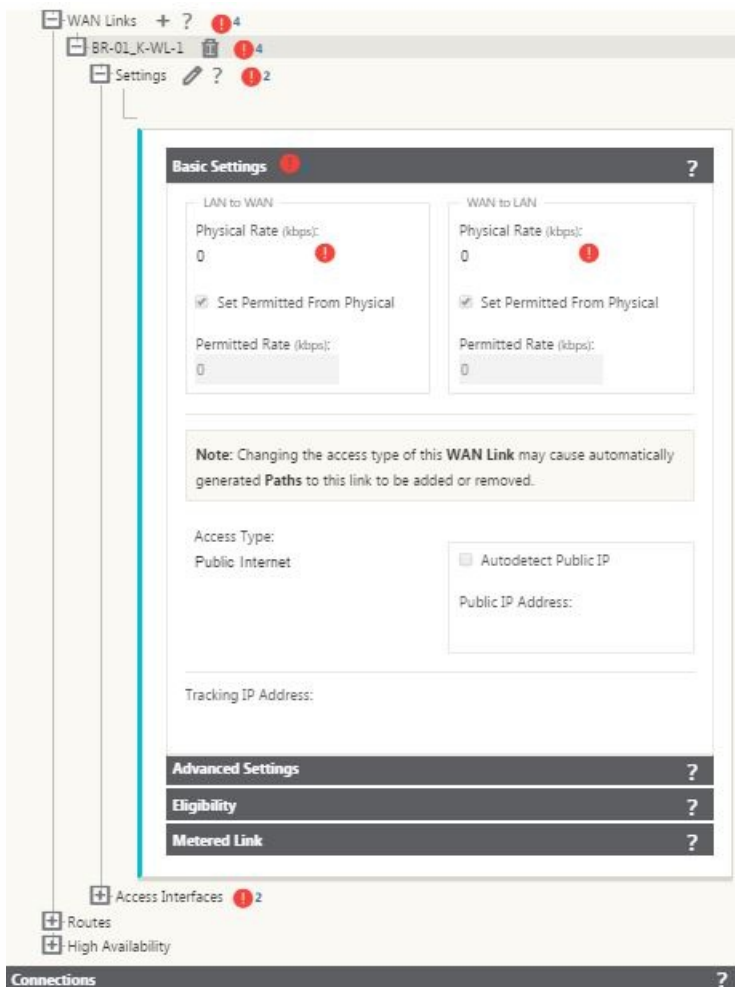 WAN Links + ? ! 4
BR-01_K-WL-1 ! 4
Settings ? ! 2
Basic Settings ! ?
LAN to WAN
Physical Rate (kbps):
0 !
Set Permitted From Physical
Permitted Rate (kbps):
0
WAN to LAN
Physical Rate (kbps):
0 !
Set Permitted From Physical
Permitted Rate (kbps):
0
Note: Changing the access type of this WAN Link may cause automatically
generated Paths to this link to be added or removed.
Access Type:
Public Internet
Autodetect Public IP
Public IP Address:
Tracking IP Address:
Advanced Settings ?
Eligibility ?
Metered Link ?
Access Interfaces ! 2
Routes
High Availability
Connections ?